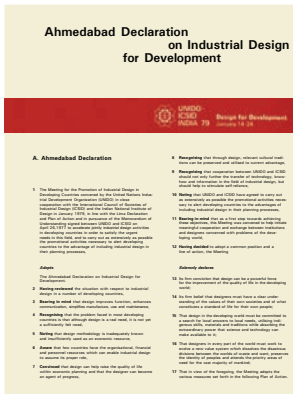 Ahmedabad Declaration
on Industrial Design
for Development
UNIDO-
ICSID
INDIA 79
Design for Development
January 14-24
A. Ahmedabad Declaration
1 The Meeting for the Promotion of Industrial Design in
Developing Countries convened by the United Nations Indus-
trial Development Organization (UNIDO) in close
cooperation with the International Council of Societies of
Industrial Design (ICSID) and the Indian National Institute of
Design in January 1979, in line with the Lima Declaration
and Plan of Action and in pursuance of the Memorandum of
Understanding signed between UNIDO and ICSID on
April 26,1977 to accelerate jointly industrial design activities
in developing countries in order to satisfy the urgent
needs in this field, and to carry out as extensively as possible
the promotional activities necessary to alert developing
countries to the advantage of including industrial design in
their planning processes,
Adopts
The Ahmedabad Declaration on Industrial Design for
Development:
2 Having reviewed the situation with respect to industrial
design in a number of developing countries,
3 Bearing in mind that design improves function, enhances
communication, simplifies manufacture, use and maintenance,
4 Recognising that the problem faced in most developing
countries is that although design is a real need, it is not yet
a sufficiently felt need,
5 Noting that design methodology is inadequately known
and insufficiently used as an economic resource,
6 Aware that few countries have the organisational, financial
and personnel resources which can enable industrial design
to assume its proper role,
7 Convinced that design can help raise the quality of life
within economic planning and that the designer can become
an agent of progress,
8 Recognising that through design, relevant cultural tradi-
tions can be preserved and utilised to current advantage,
9 Recognising that cooperation between UNIDO and ICSID
should not only further the transfer of technology, know-
how and information in the field of industrial design, but
should help to stimulate self-reliance,
10 Noting that UNIDO and ICSID have agreed to carry out
as extensively as possible the promotional activities neces-
sary to alert developing countries to the advantages of
including industrial design in their planning processes,
11 Bearing in mind that as a first step towards achieving
these objectives, this Meeting was convened to help initiate
meaningful cooperation and exchange between institutions
and designers concerned with problems of the deve-
loping world;
12 Having decided to adopt a common position and a
line of action, the Meeting,
Solemnly declares
13 Its firm conviction that design can be a powerful force
for the improvement of the quality of life in the developing
world;
14 Its firm belief that designers must have a clear under-
standing of the values of their own societies and of what
constitutes a standard of life for their own people;
15 That design in the developing world must be committed to
a search for local answers to local needs, utilising indi-
genous skills, materials and traditions while absorbing the
extraordinary power that science and technology can
make available to it;
16 That designers in every part of the world must work to
evolve a new value system which dissolves the disastrous
divisions between the worlds of waste and want, preserves
the identity of peoples and attends the priority areas of
need for the vast majority of mankind;
17 That in view of the foregoing, the Meeting adopts the
various measures set forth in the following Plan of Action.